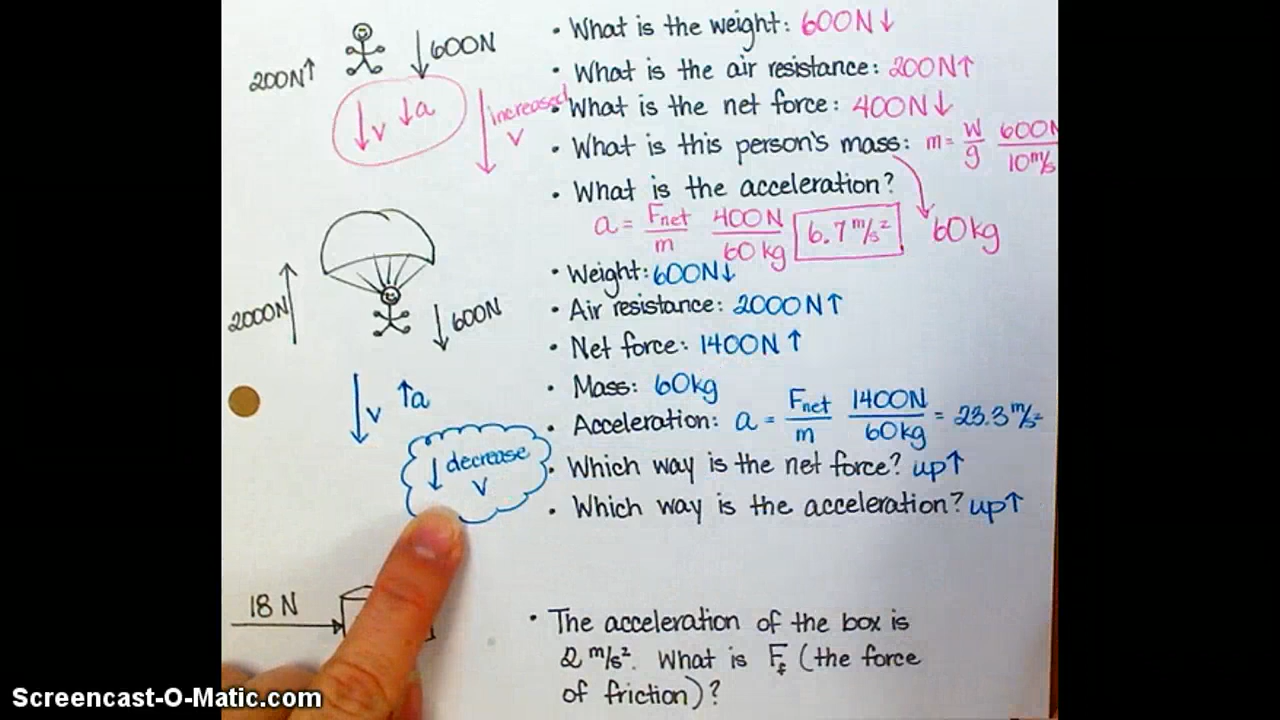 200N↑
↓600N
↓v ↓a
↓increased v
• What is the weight: 600N↓
• What is the air resistance: 200N↑
• What is the net force: 400N↓
• What is this person's mass: m = W/g 600N/10 m/s
60kg
• What is the acceleration?
a = Fnet/m 400N/60kg 6.7 m/s²
2000N↑
↓600N
↓v ↑a
↓decrease v
• Weight: 600N↓
• Air resistance: 2000N↑
• Net force: 1400N↑
• Mass: 60kg
• Acceleration: a = Fnet/m 1400N/60kg = 23.3 m/s²
• Which way is the net force? up↑
• Which way is the acceleration? up↑
18 N
• The acceleration of the box is
2 m/s². What is Ff (the force
of friction)?
Screencast-O-Matic.com